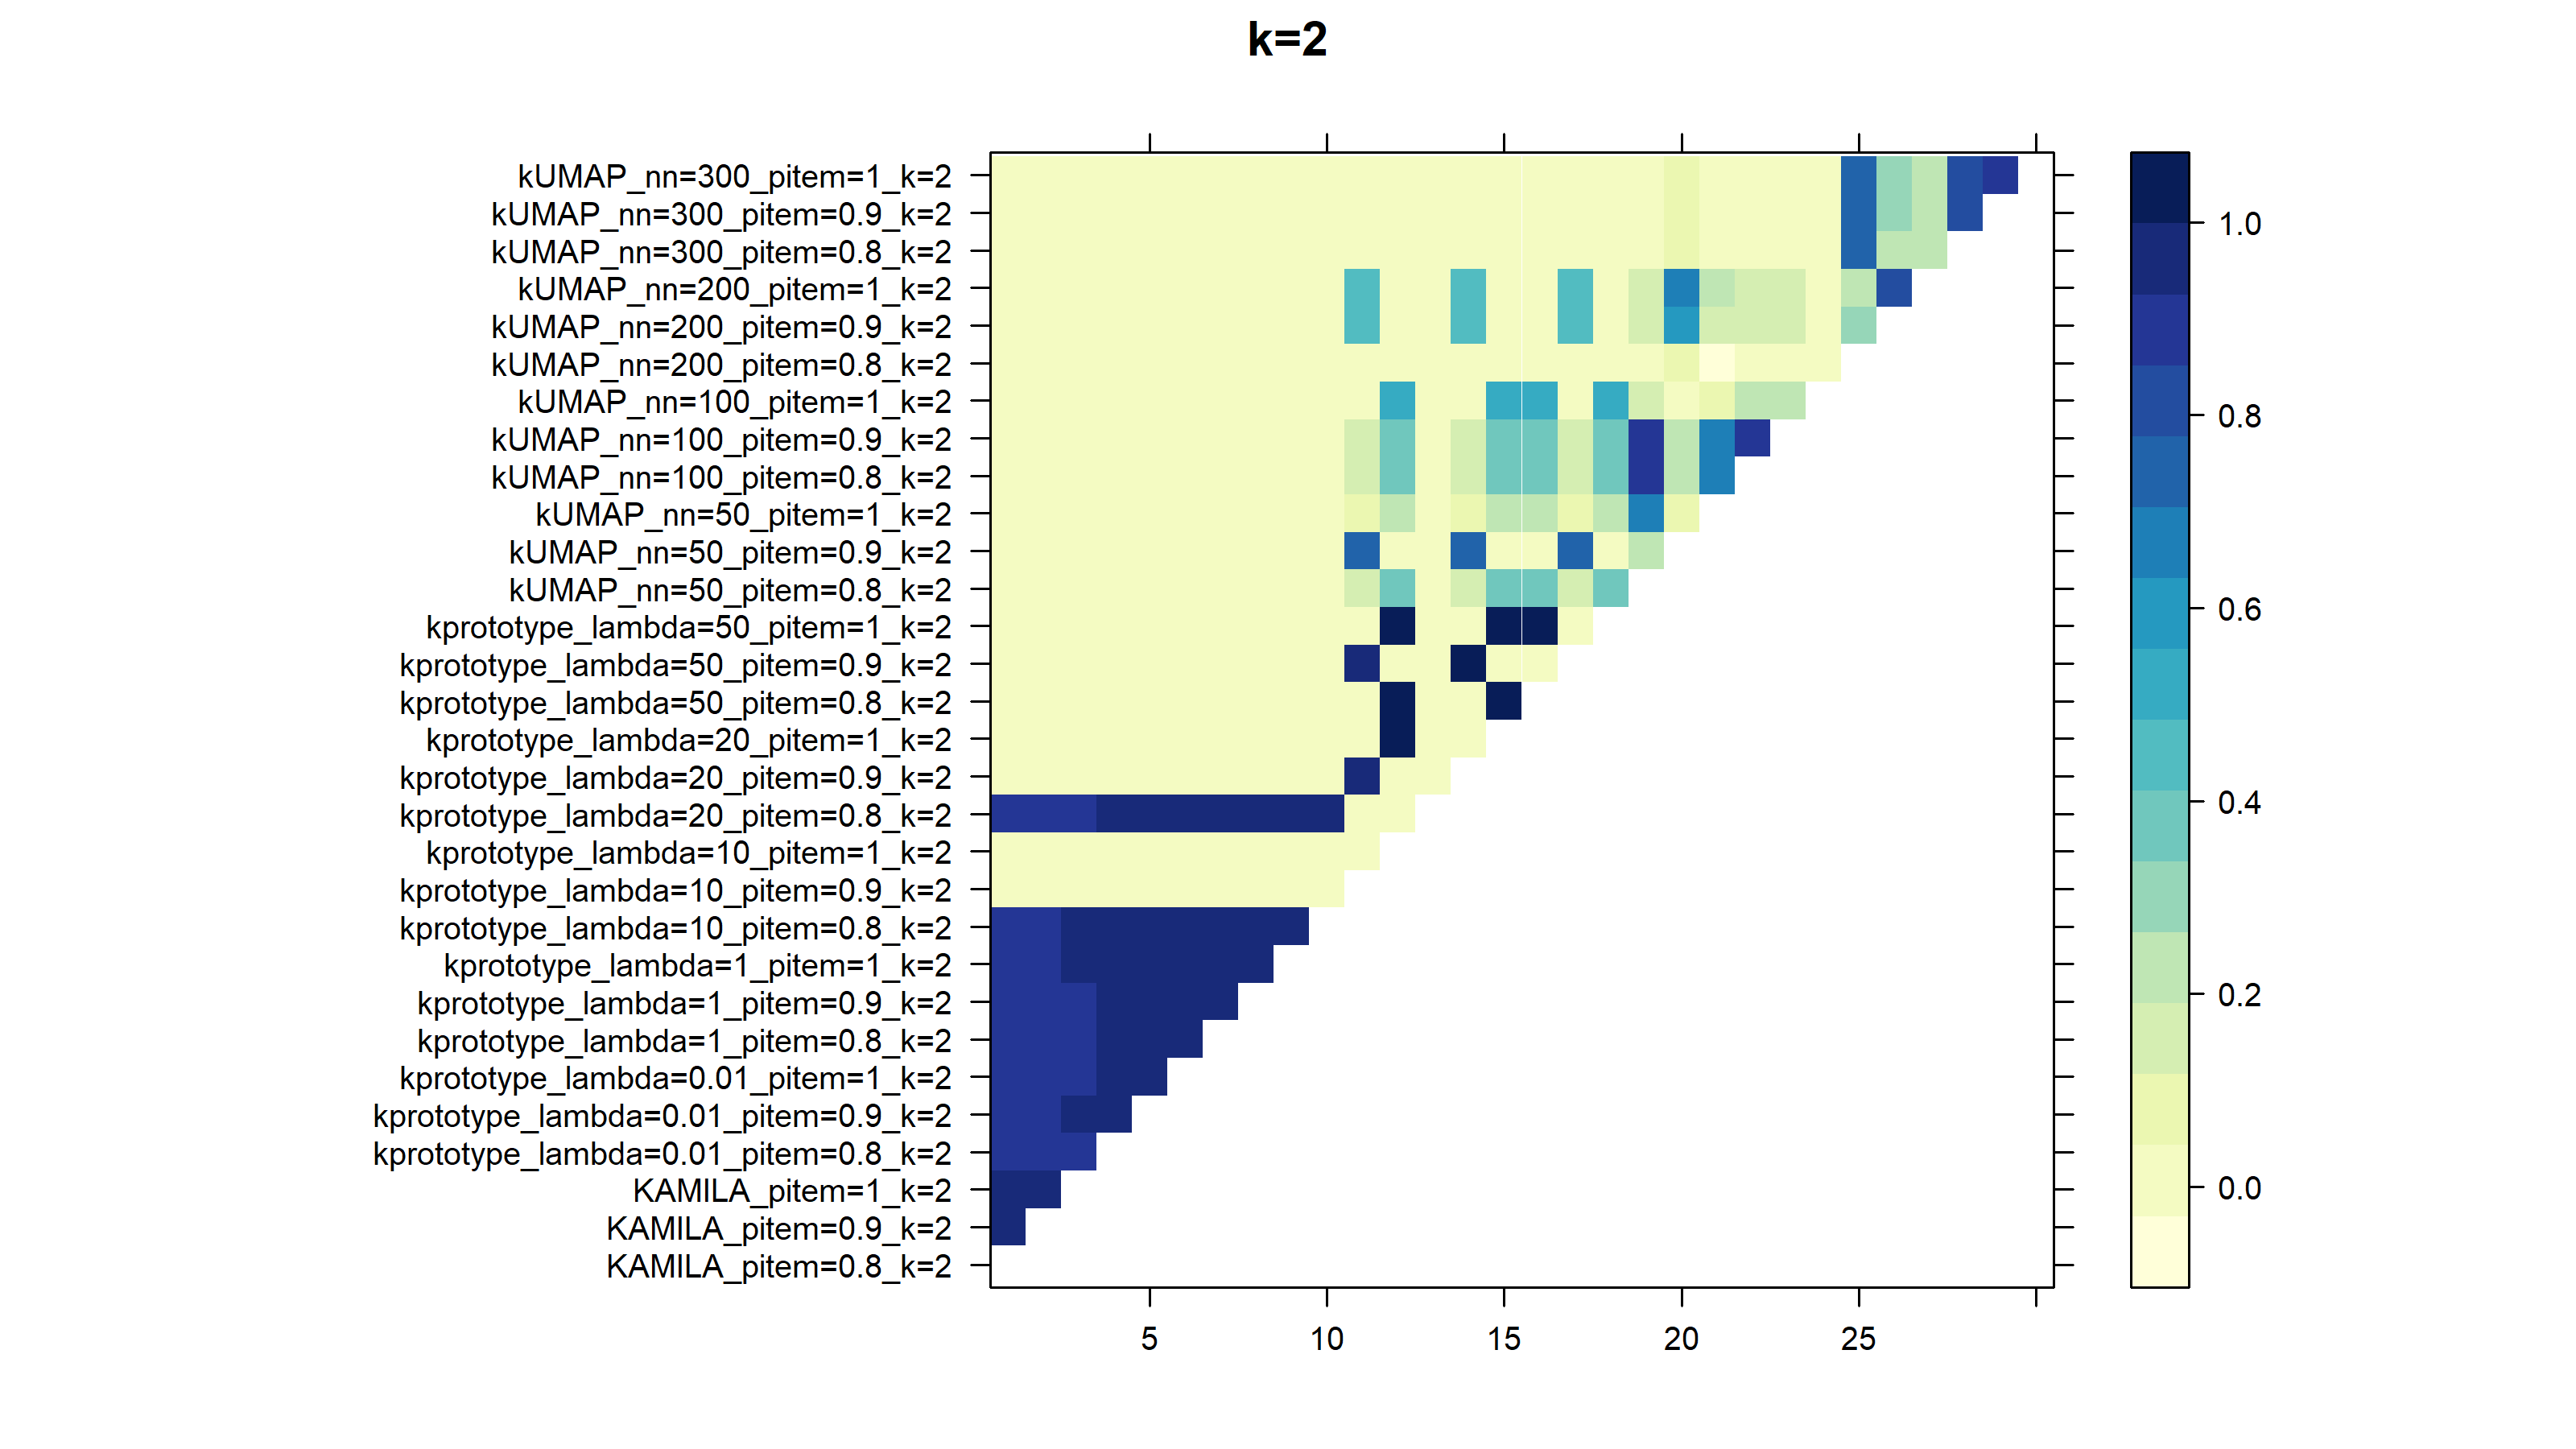 k=2
kUMAP_nn=300_pitem=1_k=2
kUMAP_nn=300_pitem=0.9_k=2
kUMAP_nn=300_pitem=0.8_k=2
kUMAP_nn=200_pitem=1_k=2
kUMAP_nn=200_pitem=0.9_k=2
kUMAP_nn=200_pitem=0.8_k=2
kUMAP_nn=100_pitem=1_k=2
kUMAP_nn=100_pitem=0.9_k=2
kUMAP_nn=100_pitem=0.8_k=2
kUMAP_nn=50_pitem=1_k=2
kUMAP_nn=50_pitem=0.9_k=2
kUMAP_nn=50_pitem=0.8_k=2
kprototype_lambda=50_pitem=1_k=2
kprototype_lambda=50_pitem=0.9_k=2
kprototype_lambda=50_pitem=0.8_k=2
kprototype_lambda=20_pitem=1_k=2
kprototype_lambda=20_pitem=0.9_k=2
kprototype_lambda=20_pitem=0.8_k=2
kprototype_lambda=10_pitem=1_k=2
kprototype_lambda=10_pitem=0.9_k=2
kprototype_lambda=10_pitem=0.8_k=2
kprototype_lambda=1_pitem=1_k=2
kprototype_lambda=1_pitem=0.9_k=2
kprototype_lambda=1_pitem=0.8_k=2
kprototype_lambda=0.01_pitem=1_k=2
kprototype_lambda=0.01_pitem=0.9_k=2
kprototype_lambda=0.01_pitem=0.8_k=2
KAMILA_pitem=1_k=2
KAMILA_pitem=0.9_k=2
KAMILA_pitem=0.8_k=2
5 10 15 20 25
1.0
0.8
0.6
0.4
0.2
0.0